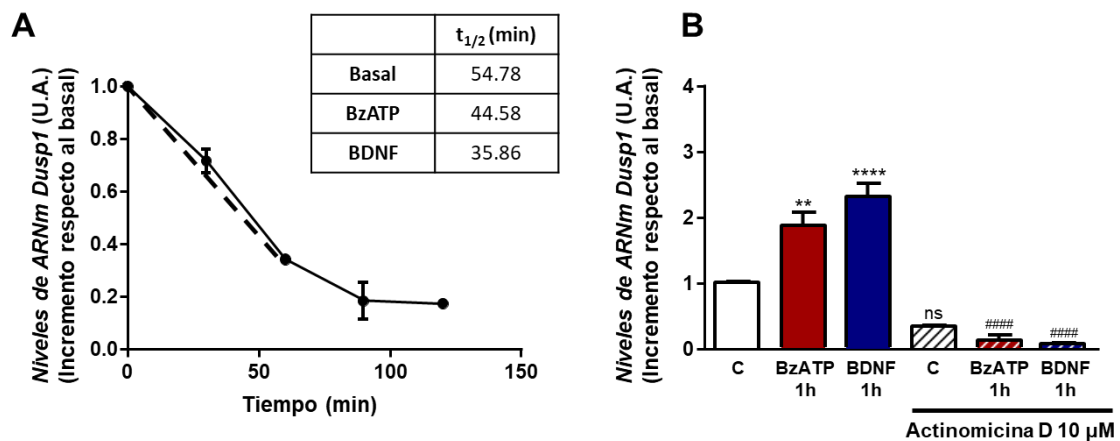 A
Niveles de ARNm Dusp1 (U.A.)
(Incremento respecto al basal)
1.0
0.8
0.6
0.4
0.2
0.0
0
50
100
150
Tiempo (min)
t1/2 (min)
Basal 54.78
BzATP 44.58
BDNF 35.86
B
Niveles de ARNm Dusp1 (U.A.)
(Incremento respecto al basal)
4
3
2
1
0
**
****
ns
####
####
C
BzATP
1h
BDNF
1h
C
BzATP
1h
BDNF
1h
Actinomicina D 10 µM